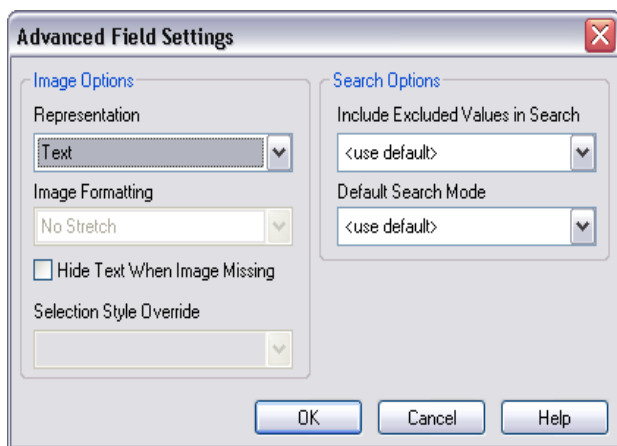 Advanced Field Settings
Image Options
Representation
Text
Image Formatting
No Stretch
Hide Text When Image Missing
Selection Style Override
Search Options
Include Excluded Values in Search
<use default>
Default Search Mode
<use default>
OK
Cancel
Help